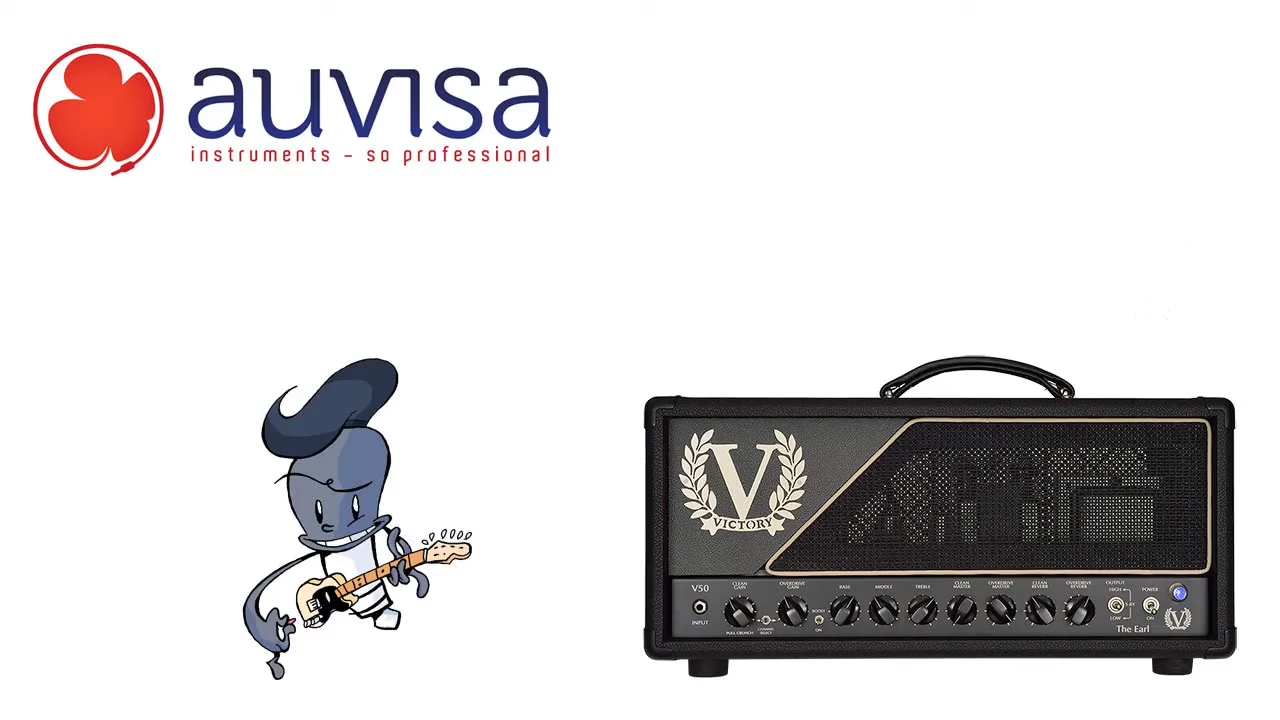 auvisa
instruments - so professional
V
VICTORY
V50
CLEAN GAIN
OVERDRIVE GAIN
BASS
MIDDLE
TREBLE
CLEAN MASTER
OVERDRIVE MASTER
CLEAN REVERB
OVERDRIVE REVERB
OUTPUT
HIGH
LOW
POWER
ON
BOOST
ON
INPUT
PULL CRUNCH
CHANNEL SELECT
The Earl
V